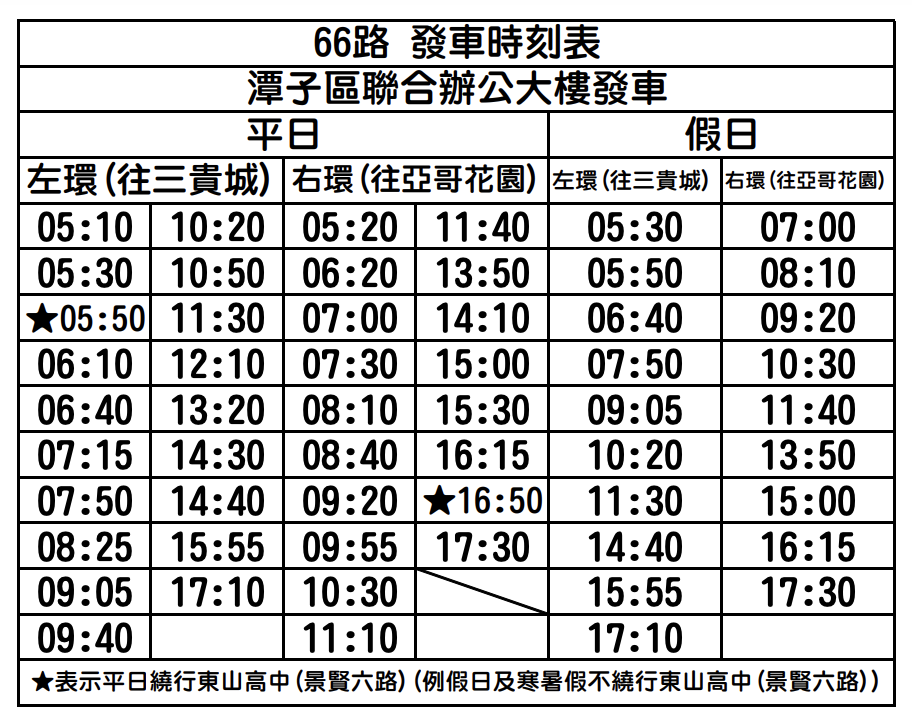 66路 發車時刻表
潭子區聯合辦公大樓發車
平日 假日
左環(往三貴城) 右環(往亞哥花園) 左環(往三貴城) 右環(往亞哥花園)
05:10 10:20 05:20 11:40 05:30 07:00
05:30 10:50 06:20 13:50 05:50 08:10
★05:50 11:30 07:00 14:10 06:40 09:20
06:10 12:10 07:30 15:00 07:50 10:30
06:40 13:20 08:10 15:30 09:05 11:40
07:15 14:30 08:40 16:15 10:20 13:50
07:50 14:40 09:20 ★16:50 11:30 15:00
08:25 15:55 09:55 17:30 14:40 16:15
09:05 17:10 10:30 15:55 17:30
09:40 11:10 17:10
★表示平日繞行東山高中(景賢六路)(例假日及寒暑假不繞行東山高中(景賢六路))